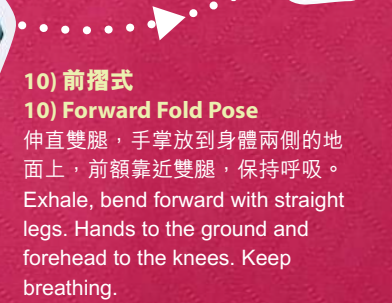 10) 前摺式
10) Forward Fold Pose
伸直雙腿，手掌放到身體兩側的地
面上，前額靠近雙腿，保持呼吸。
Exhale, bend forward with straight
legs. Hands to the ground and
forehead to the knees. Keep
breathing.